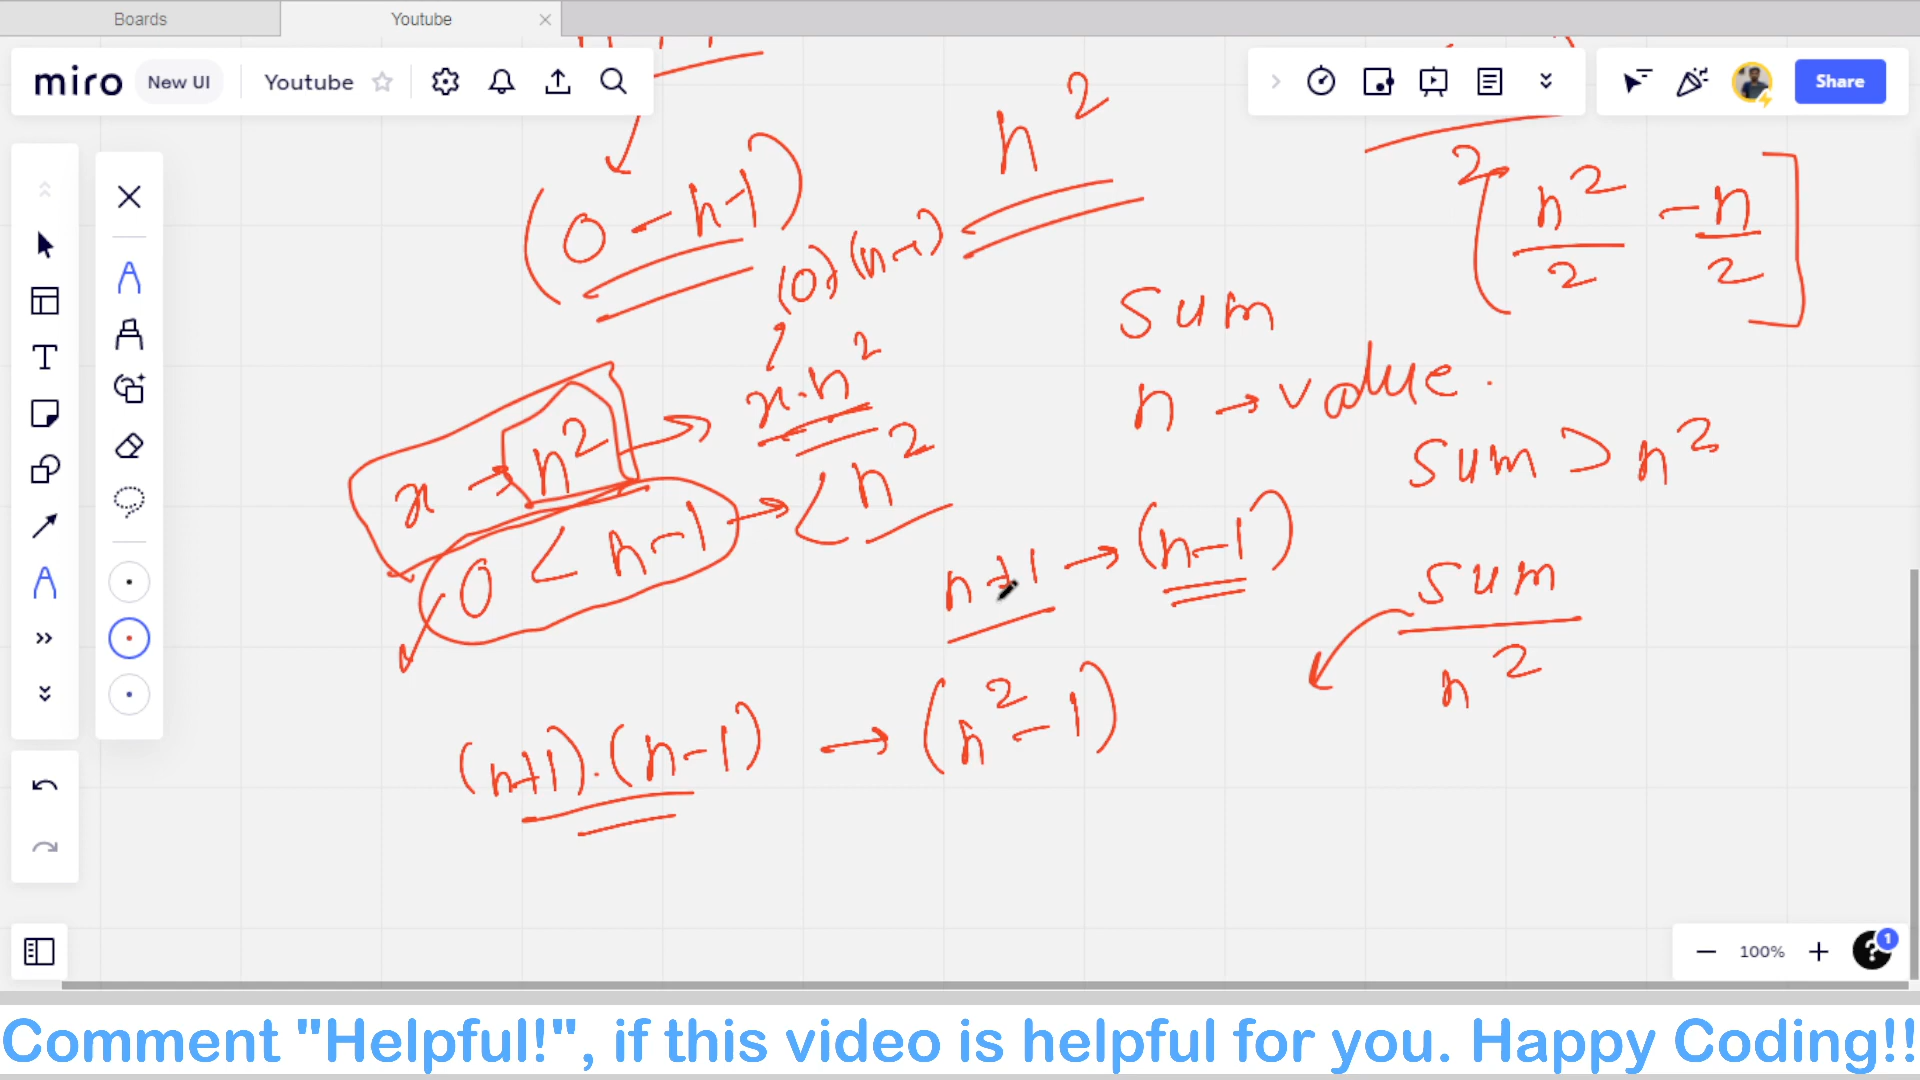 Boards
Youtube
miro
New UI
Youtube
Share
(0 - n-1)
n²
2
[n²/2 - n/2]
(0) (n-1)
x.n²
sum
n → value.
x → n²
< n²
sum > n²
0 < n-1
n+1 → (n-1)
sum
n²
(n+1).(n-1) → (n²-1)
T
100%
1
Comment "Helpful!", if this video is helpful for you. Happy Coding!!